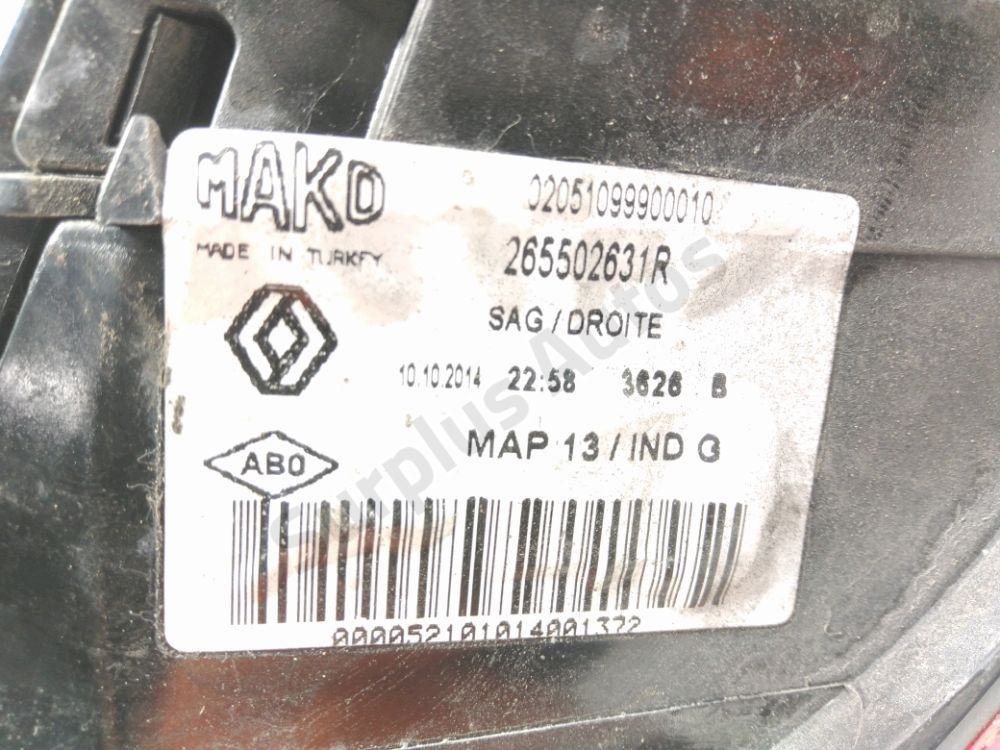 MAKO
02051099900010
MADE IN TURKEY
265502631R
SAG / DROITE
10.10.2014 22:58 3626 B
ABO
MAP 13 / IND G
Surplus Autos
000052101014001372